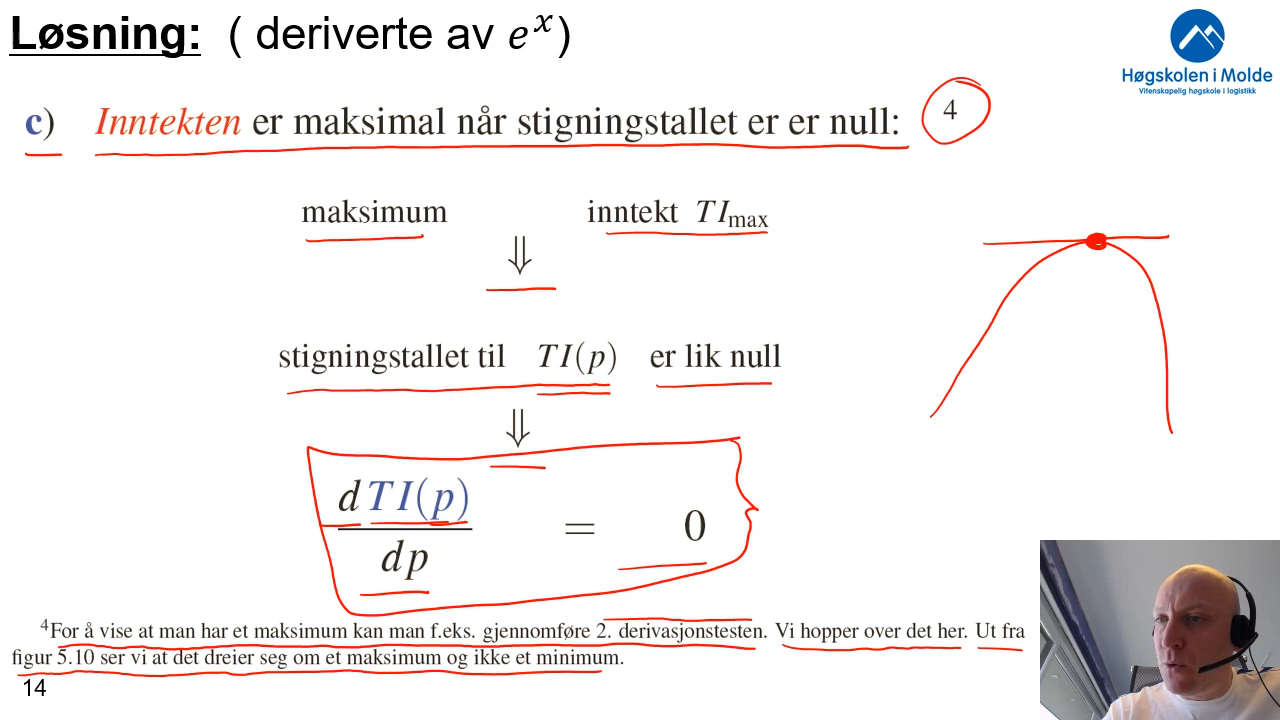 Løsning: ( deriverte av e^x)
Høgskolen i Molde
Vitenskapelig høgskole i logistikk
c) Inntekten er maksimal når stigningstallet er er null: 4
maksimum inntekt TI_max
⇓
stigningstallet til TI(p) er lik null
⇓
dTI(p)/dp = 0
4For å vise at man har et maksimum kan man f.eks. gjennomføre 2. derivasjonstesten. Vi hopper over det her. Ut fra
figur 5.10 ser vi at det dreier seg om et maksimum og ikke et minimum.
14